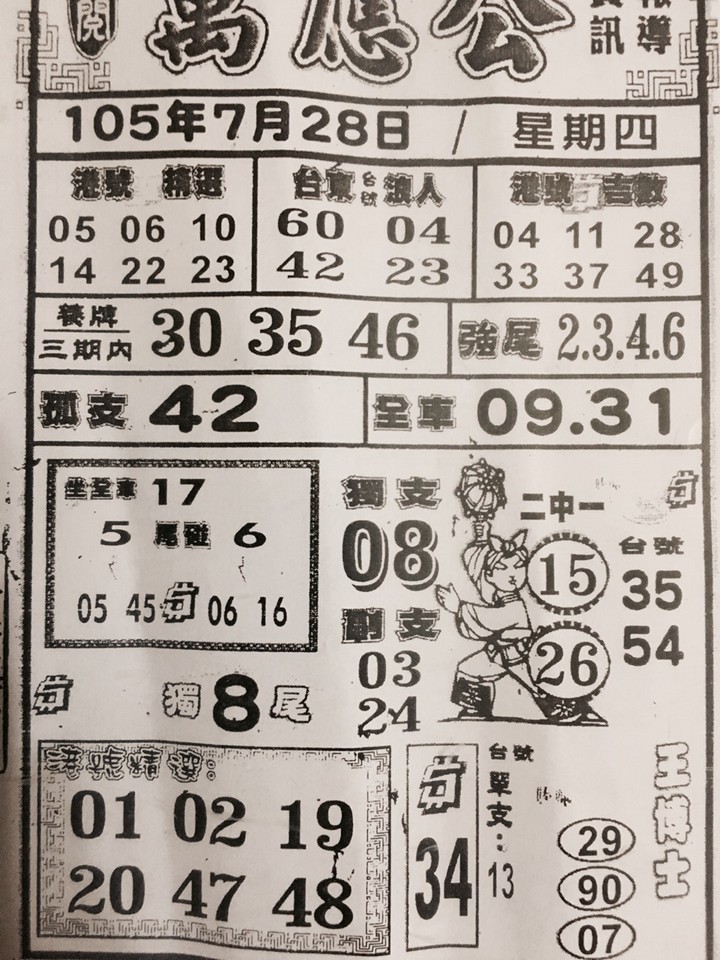 閱 萬應公 資訊 報導
105年7月28日 / 星期四
港號 精選
05 06 10
14 22 23
台東 台號 浪人
60 04
42 23
港號 吉數
04 11 28
33 37 49
養牌
三期內
30 35 46
強尾 2.3.4.6
孤支 42
全車 09.31
坐全車 17
5 尾碰 6
05 45 06 16
獨8尾
獨支
08
副支
03
24
二中一
15
26
台號
35
54
港號精選:
01 02 19
20 47 48
34
台號
單支:
13
王博士
29
90
07